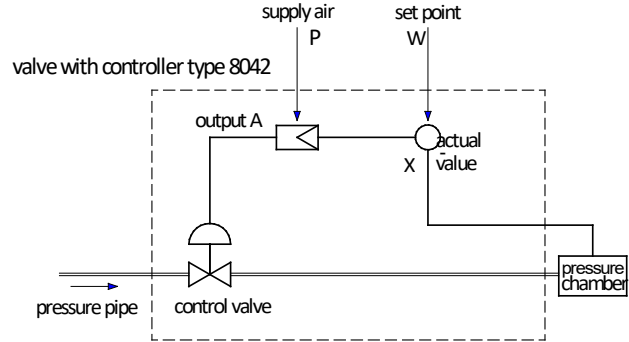 supply air
P
set point
W
valve with controller type 8042
output A
actual
value
X
pressure
chamber
pressure pipe
control valve